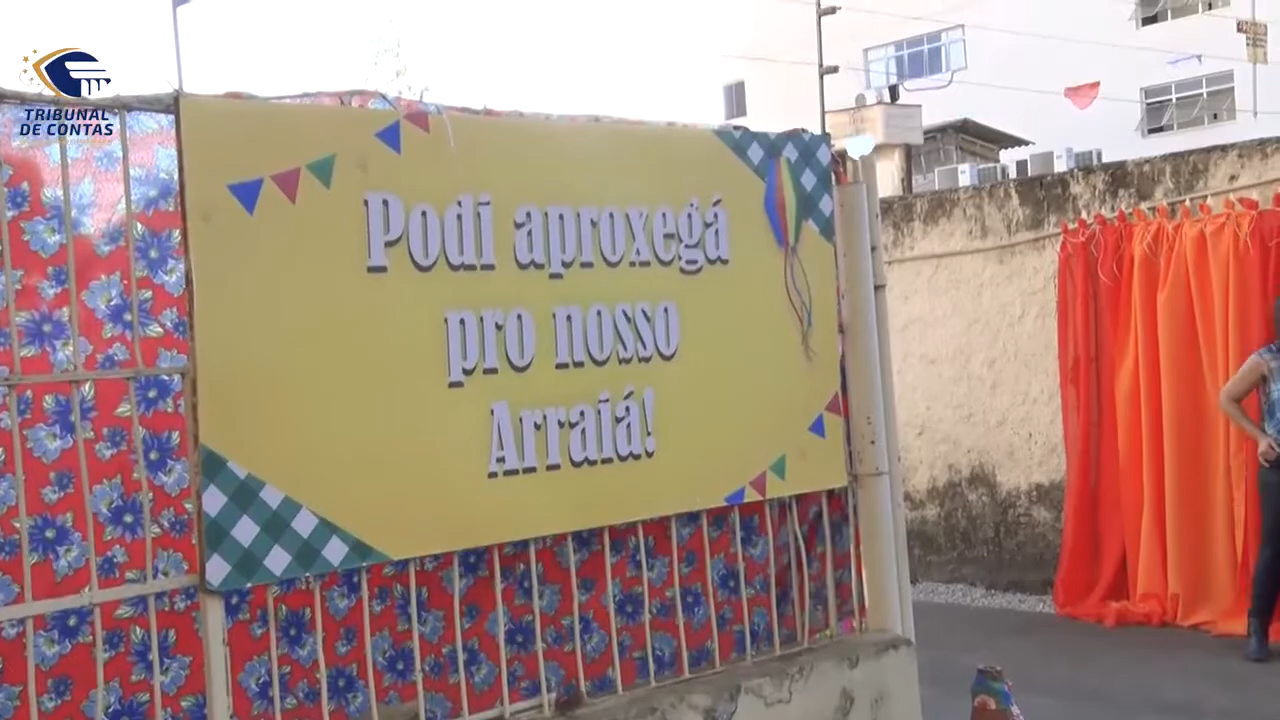 TRIBUNAL
DE CONTAS
Podi aproxegá
pro nosso
Arraiá!